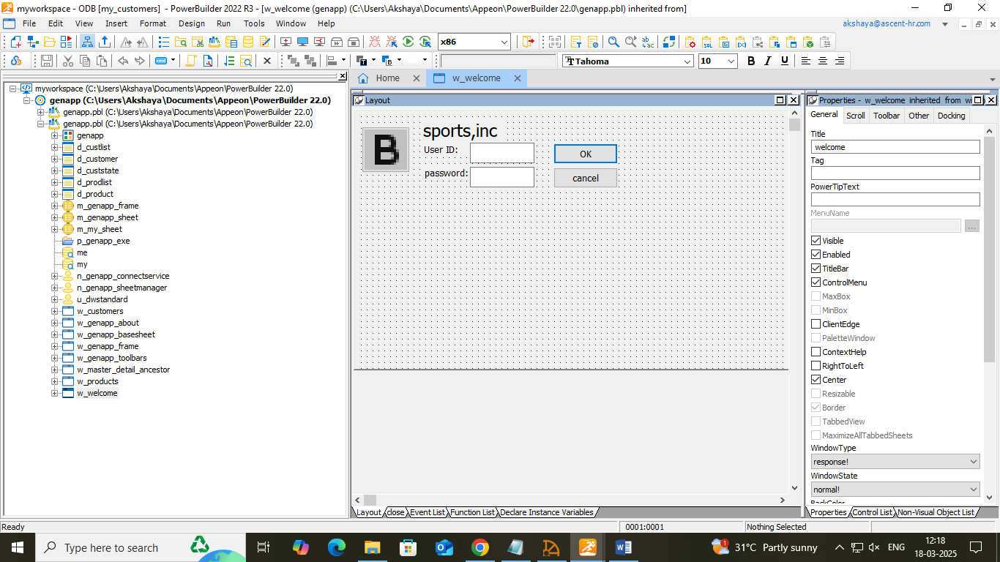 myworkspace - ODB [my_customers] - PowerBuilder 2022 R3 - [w_welcome (genapp) (C:\Users\Akshaya\Documents\Appeon\PowerBuilder 22.0\genapp.pbl) inherited from]
File Edit View Insert Format Design Run Tools Window Help
akshaya@ascent-hr.com
x86
Tahoma
10
B I U
myworkspace (C:\Users\Akshaya\Documents\Appeon\PowerBuilder 22.0)
genapp (C:\Users\Akshaya\Documents\Appeon\PowerBuilder 22.0)
genapp.pbl (C:\Users\Akshaya\Documents\Appeon\PowerBuilder 22.0)
genapp.pbl (C:\Users\Akshaya\Documents\Appeon\PowerBuilder 22.0)
genapp
d_custlist
d_customer
d_custstate
d_prodlist
d_product
m_genapp_frame
m_genapp_sheet
m_my_sheet
p_genapp_exe
me
my
n_genapp_connectservice
n_genapp_sheetmanager
u_dwstandard
w_customers
w_genapp_about
w_genapp_basesheet
w_genapp_frame
w_genapp_toolbars
w_master_detail_ancestor
w_products
w_welcome
Home
w_welcome
Layout
B
sports,inc
User ID:
OK
password:
cancel
Layout close Event List Function List Declare Instance Variables
Properties - w_welcome inherited from wi
General Scroll Toolbar Other Docking
Title
welcome
Tag
PowerTipText
MenuName
...
Visible
Enabled
TitleBar
ControlMenu
MaxBox
MinBox
ClientEdge
PaletteWindow
ContextHelp
RightToLeft
Center
Resizable
Border
TabbedView
MaximizeAllTabbedSheets
WindowType
response!
WindowState
normal!
BackColor
Properties Control List Non-Visual Object List
Ready
0001:0001
Nothing Selected
Type here to search
31°C Partly sunny
ENG
12:18
18-03-2025